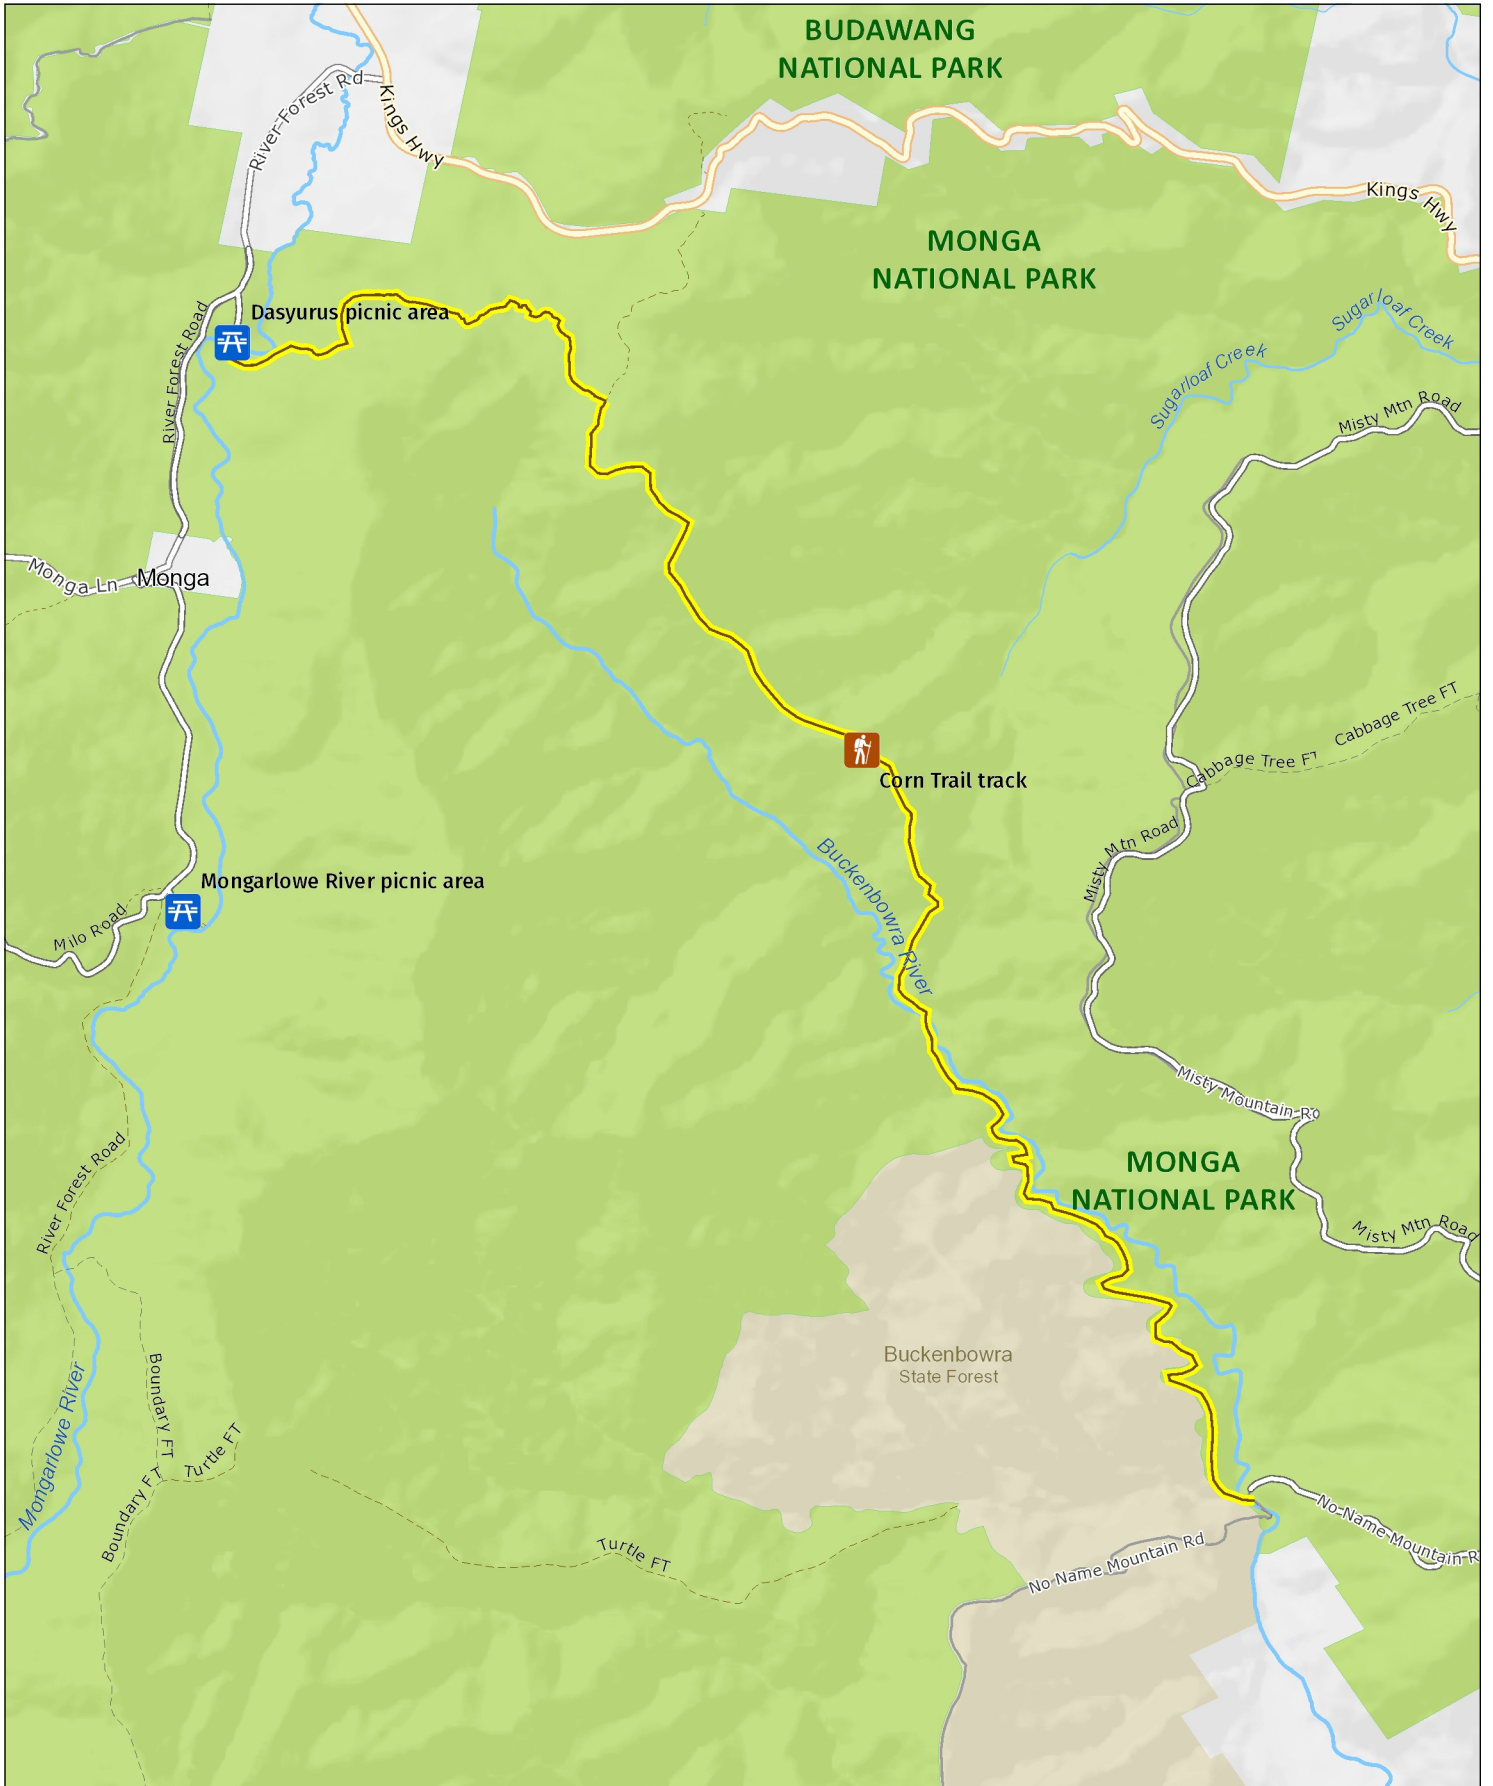 BUDAWANG
NATIONAL PARK
River Forest Rd
Kings Hwy
Kings Hwy
MONGA
NATIONAL PARK
Dasyurus picnic area
River Forest Road
Sugarloaf Creek
Sugarloaf Creek
Misty Mtn Road
Monga Ln
Monga
Cabbage Tree FT
Cabbage Tree FT
Corn Trail track
Misty Mtn Road
Buckenbowra River
Mongarlowe River picnic area
Milo Road
Misty Mountain Rd
River Forest Road
MONGA
NATIONAL PARK
Misty Mtn Road
Buckenbowra
State Forest
Boundary FT
Mongarlowe River
Turtle FT
Boundary FT
No Name Mountain R
Turtle FT
No Name Mountain Rd